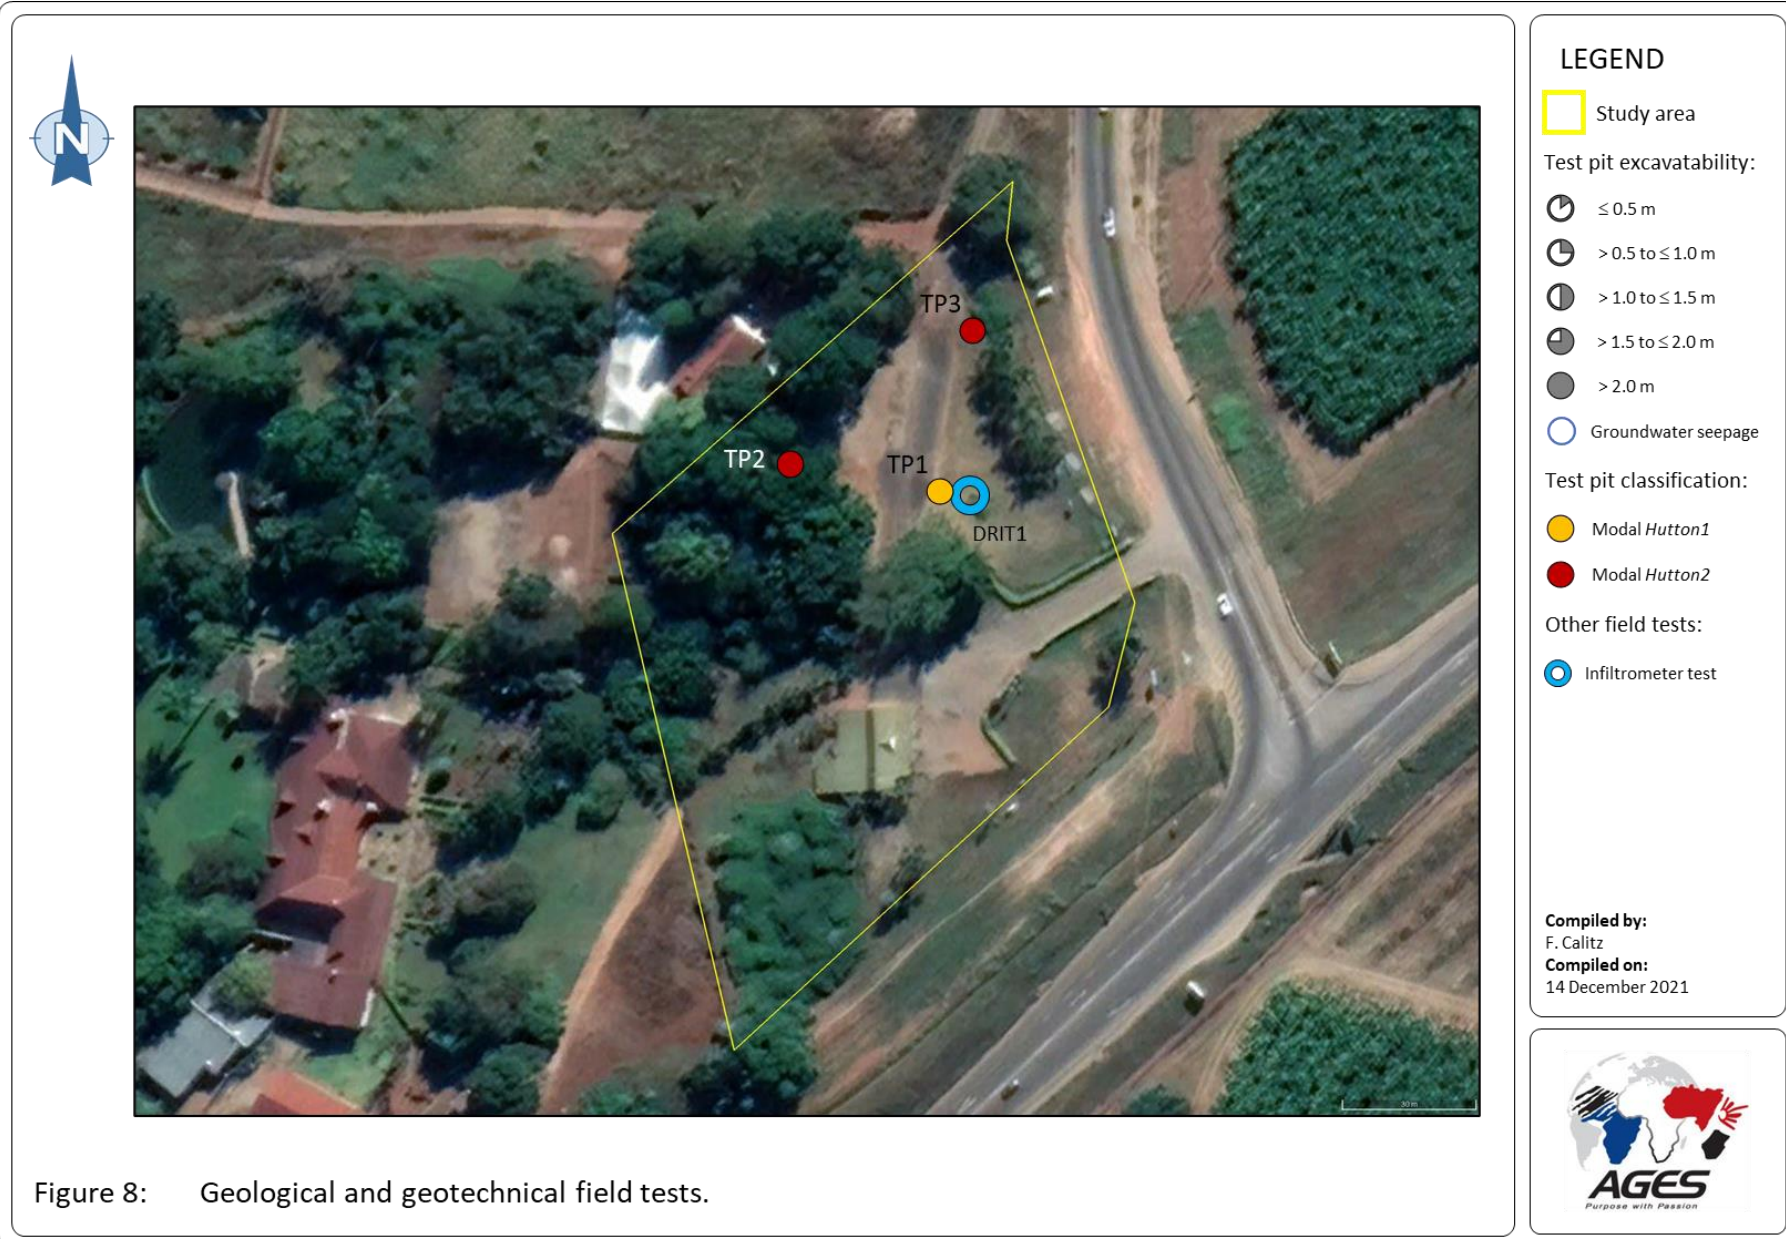 N
TP3
TP2
TP1
DRIT1
30 m
Figure 8: Geological and geotechnical field tests.
LEGEND
Study area
Test pit excavatability:
≤ 0.5 m
> 0.5 to ≤ 1.0 m
> 1.0 to ≤ 1.5 m
> 1.5 to ≤ 2.0 m
> 2.0 m
Groundwater seepage
Test pit classification:
Modal Hutton1
Modal Hutton2
Other field tests:
Infiltrometer test
Compiled by:
F. Calitz
Compiled on:
14 December 2021
AGES
Purpose with Passion